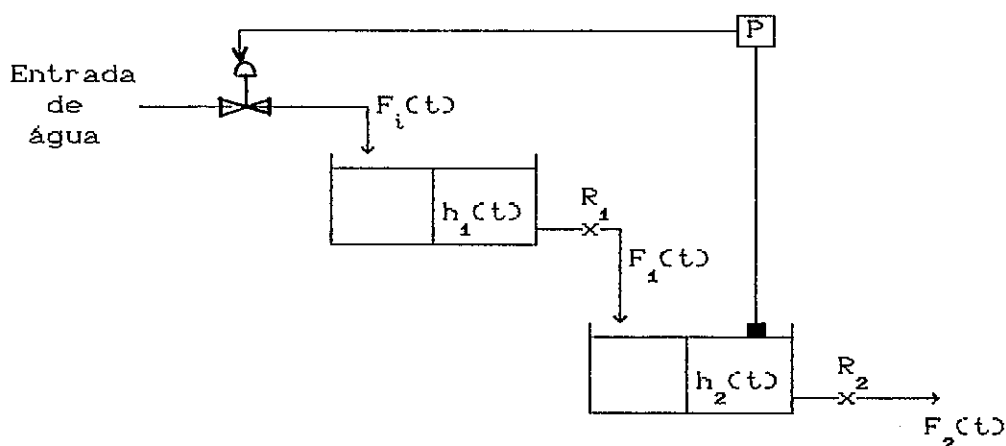 P
Entrada
de
água
F_i(t)
h_1(t)
R_1
F_1(t)
h_2(t)
R_2
F_2(t)